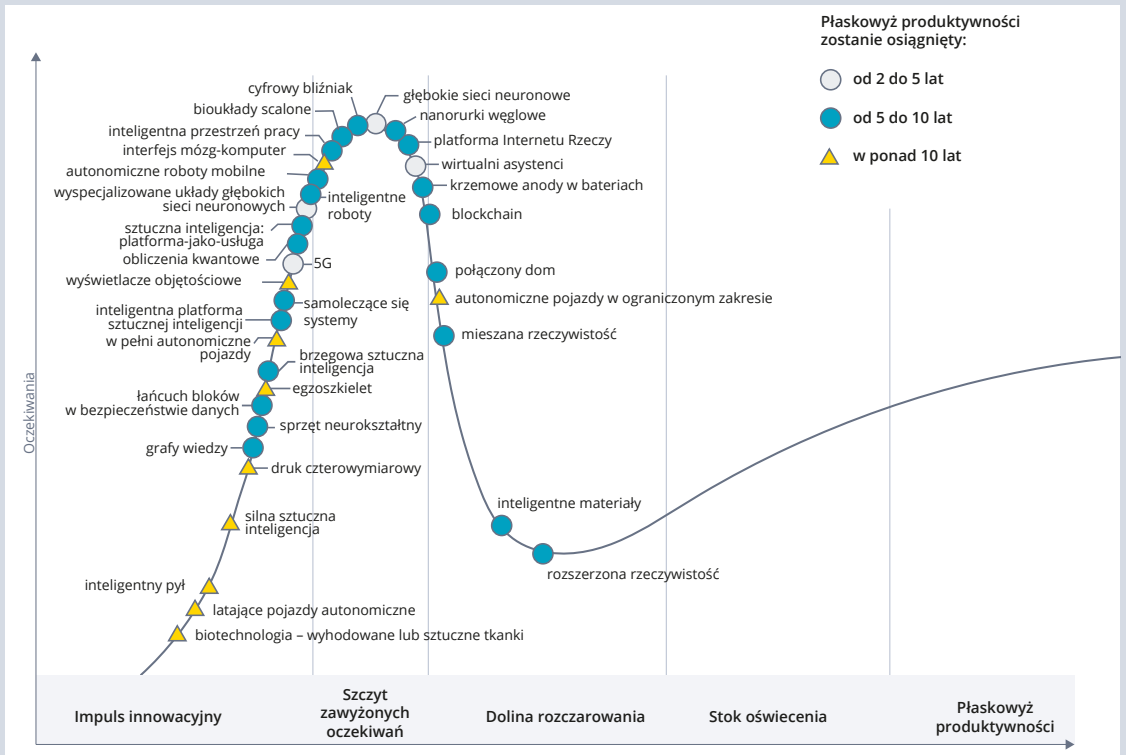 Płaskowyż produktywności
zostanie osiągnięty:
od 2 do 5 lat
od 5 do 10 lat
w ponad 10 lat
Oczekiwania
cyfrowy bliźniak
bioukłady scalone
inteligentna przestrzeń pracy
interfejs mózg-komputer
autonomiczne roboty mobilne
wyspecjalizowane układy głębokich
sieci neuronowych
sztuczna inteligencja:
platforma-jako-usługa
obliczenia kwantowe
wyświetlacze objętościowe
inteligentna platforma
sztucznej inteligencji
w pełni autonomiczne
pojazdy
łańcuch bloków
w bezpieczeństwie danych
grafy wiedzy
inteligentny pył
głębokie sieci neuronowe
nanorurki węglowe
platforma Internetu Rzeczy
wirtualni asystenci
krzemowe anody w bateriach
inteligentne
roboty
blockchain
5G
połączony dom
autonomiczne pojazdy w ograniczonym zakresie
samoleczące się
systemy
mieszana rzeczywistość
brzegowa sztuczna
inteligencja
egzoszkielet
sprzęt neurokształtny
druk czterowymiarowy
silna sztuczna
inteligencja
latające pojazdy autonomiczne
biotechnologia – wyhodowane lub sztuczne tkanki
inteligentne materiały
rozszerzona rzeczywistość
Impuls innowacyjny
Szczyt
zawyżonych
oczekiwań
Dolina rozczarowania
Stok oświecenia
Płaskowyż
produktywności